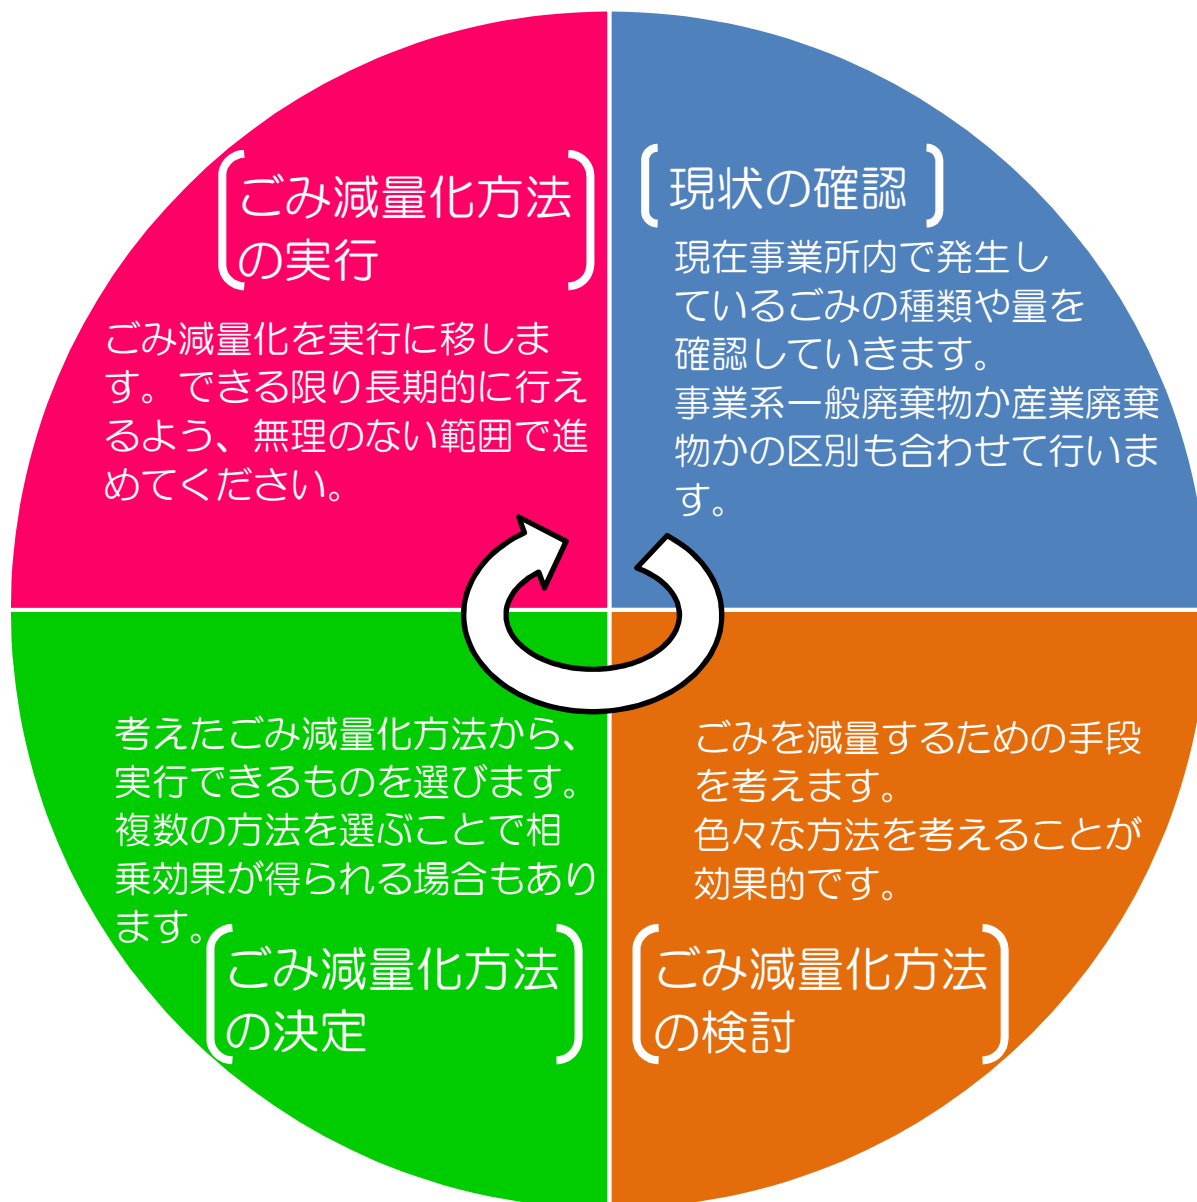 ごみ減量化方法
の実行
ごみ減量化を実行に移しま
す。できる限り長期的に行え
るよう、無理のない範囲で進
めてください。
現状の確認
現在事業所内で発生し
ているごみの種類や量を
確認していきます。
事業系一般廃棄物か産業廃棄
物かの区別も合わせて行いま
す。
考えたごみ減量化方法から、
実行できるものを選びます。
複数の方法を選ぶことで相
乗効果が得られる場合もあり
ます。
ごみ減量化方法
の決定
ごみを減量するための手段
を考えます。
色々な方法を考えることが
効果的です。
ごみ減量化方法
の検討